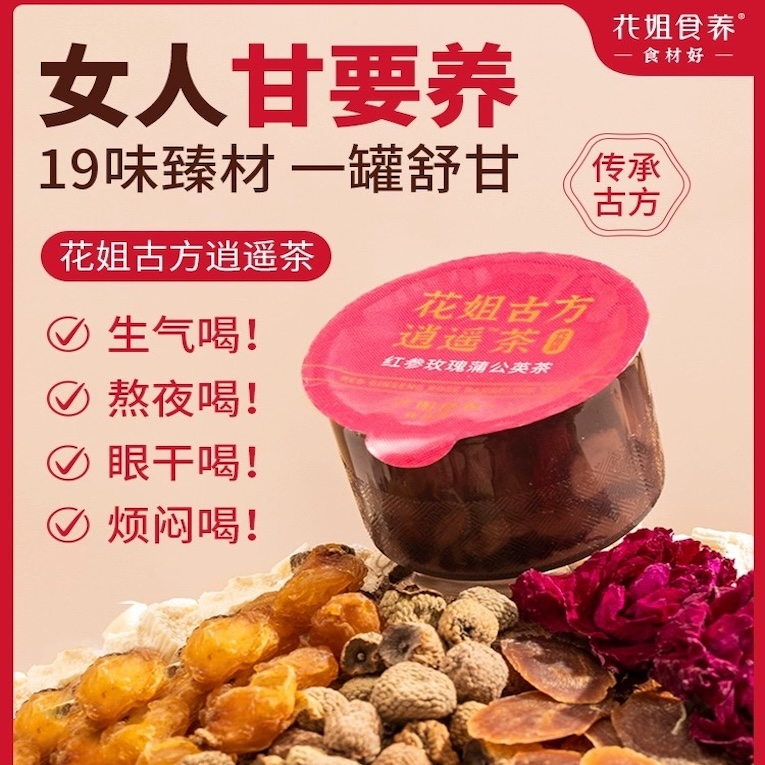 花姐食养®
食材好
女人甘要养
19味臻材 一罐舒甘
传承
古方
花姐古方逍遥茶
生气喝！
熬夜喝！
眼干喝！
烦闷喝！
花姐古方
逍遥茶
红参玫瑰蒲公英茶